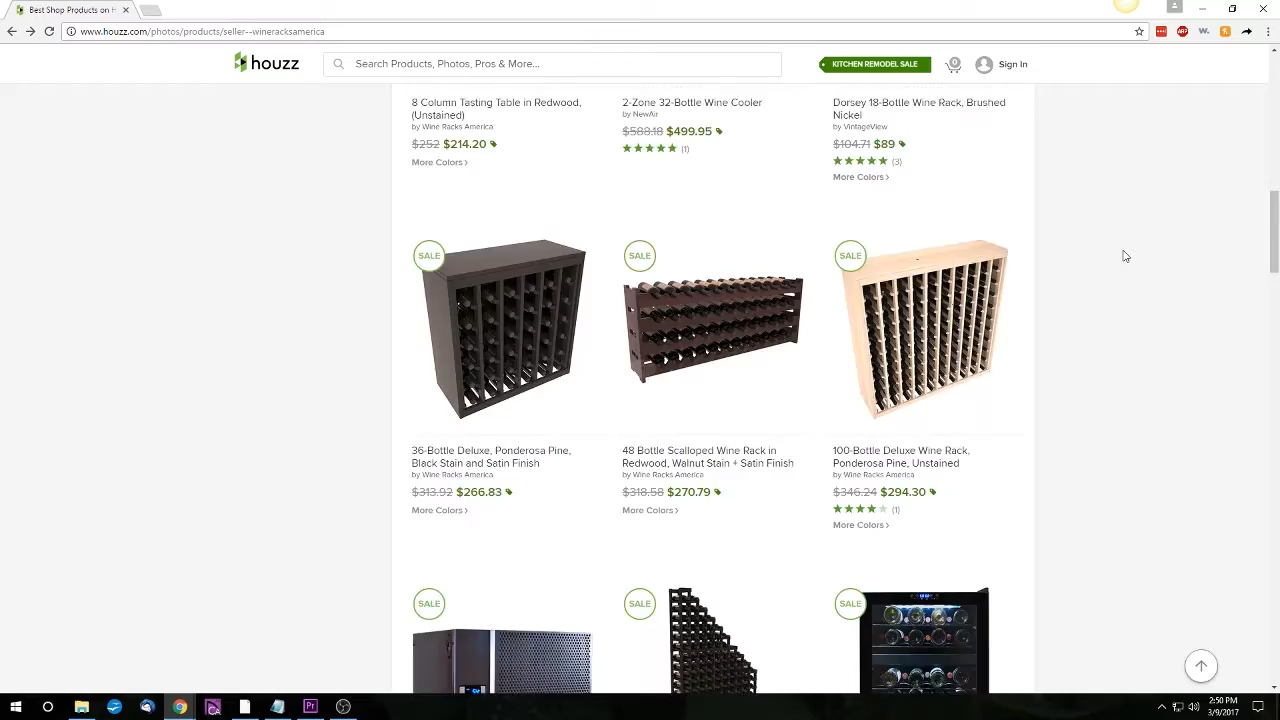 Best Shop Products on H
www.houzz.com/photos/products/seller--wineracksamerica
houzz
Search Products, Photos, Pros & More...
KITCHEN REMODEL SALE
0
Sign In
8 Column Tasting Table in Redwood,
(Unstained)
by Wine Racks America
$252 $214.20
More Colors ›
2-Zone 32-Bottle Wine Cooler
by NewAir
$588.18 $499.95
(1)
Dorsey 18-Bottle Wine Rack, Brushed
Nickel
by VintageView
$104.71 $89
(3)
More Colors ›
SALE
SALE
SALE
36-Bottle Deluxe, Ponderosa Pine,
Black Stain and Satin Finish
by Wine Racks America
$313.92 $266.83
More Colors ›
48 Bottle Scalloped Wine Rack in
Redwood, Walnut Stain + Satin Finish
by Wine Racks America
$318.58 $270.79
More Colors ›
100-Bottle Deluxe Wine Rack,
Ponderosa Pine, Unstained
by Wine Racks America
$346.24 $294.30
(1)
More Colors ›
SALE
SALE
SALE
Pr
2:50 PM
3/9/2017